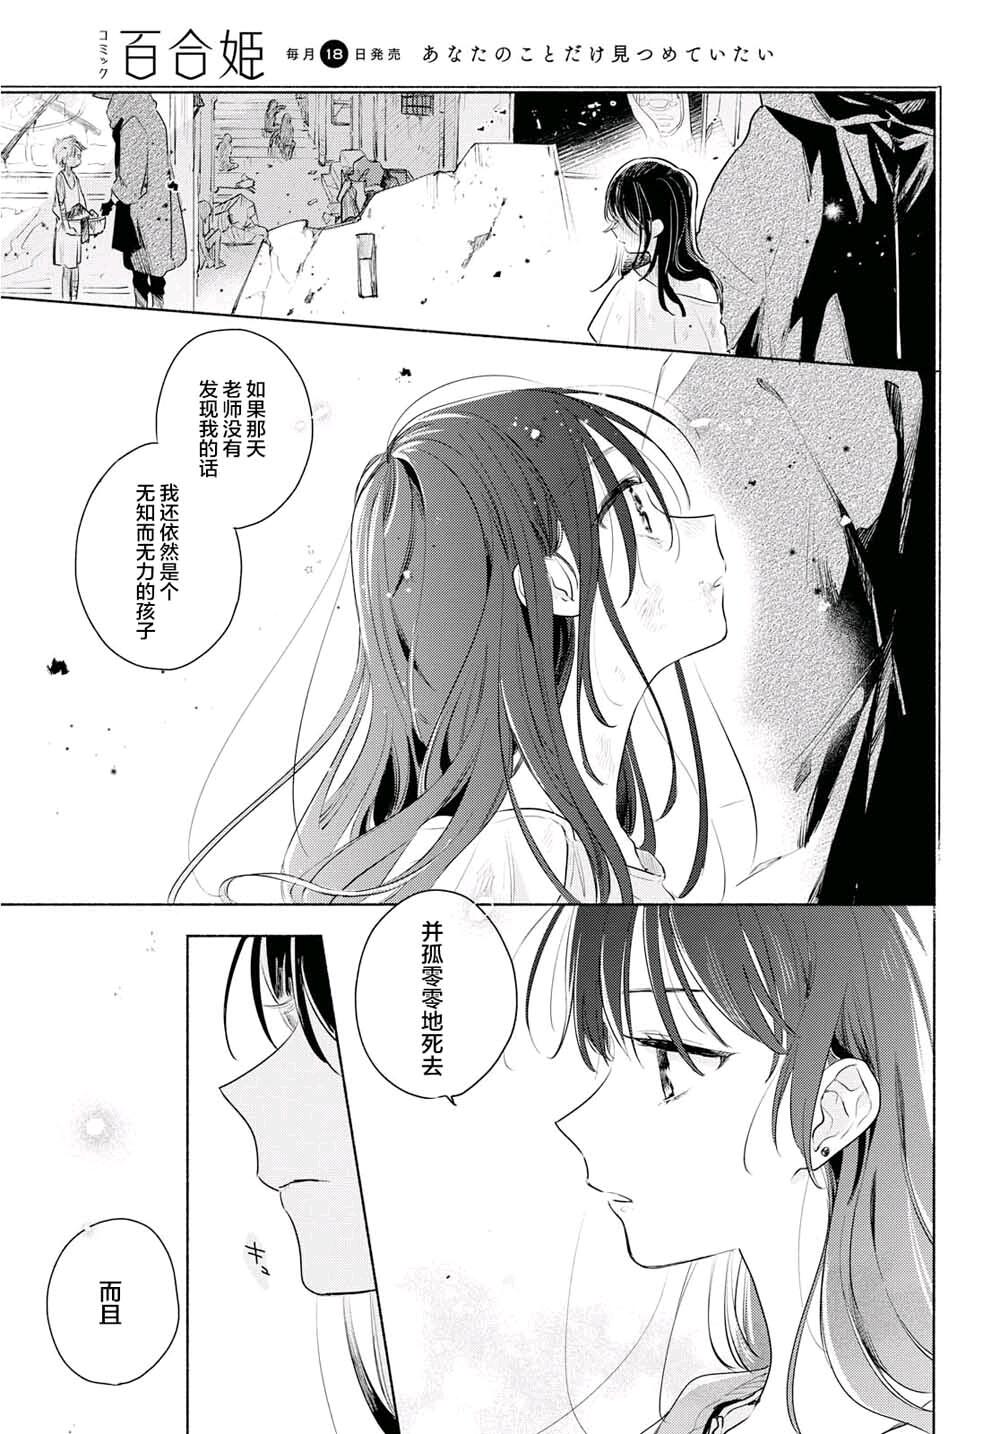 コミック
百合姫
毎月18日発売
あなたのことだけ見つめていたい
如果那天
老师没有
发现我的话
我还依然是个
无知而无力的孩子
并孤零零地死去
キュ
而且